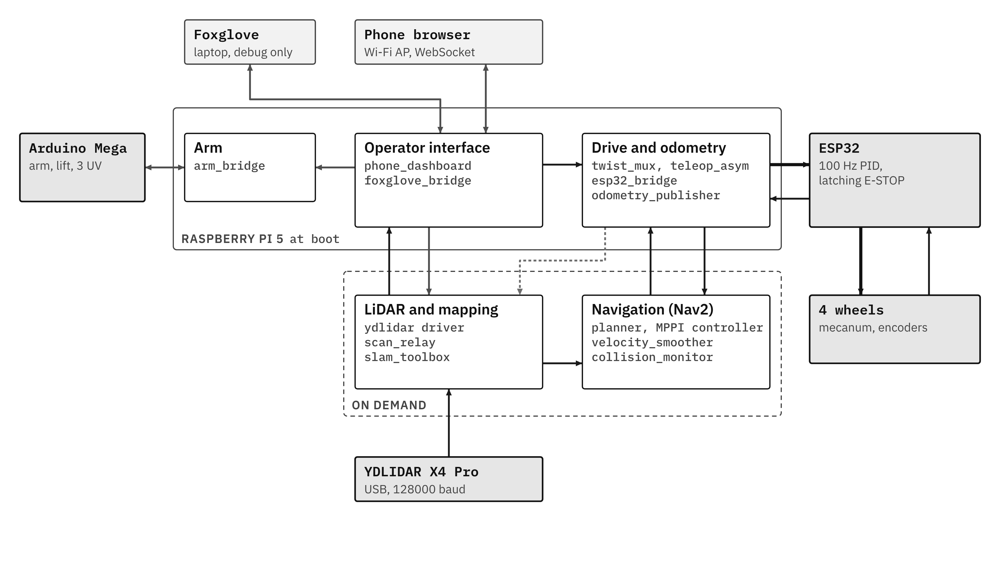 Foxglove
laptop, debug only
Phone browser
Wi-Fi AP, WebSocket
Arduino Mega
arm, lift, 3 UV
Arm
arm_bridge
Operator interface
phone_dashboard
foxglove_bridge
Drive and odometry
twist_mux, teleop_asym
esp32_bridge
odometry_publisher
ESP32
100 Hz PID,
latching E-STOP
RASPBERRY PI 5 at boot
LiDAR and mapping
ydlidar driver
scan_relay
slam_toolbox
Navigation (Nav2)
planner, MPPI controller
velocity_smoother
collision_monitor
4 wheels
mecanum, encoders
ON DEMAND
YDLIDAR X4 Pro
USB, 128000 baud